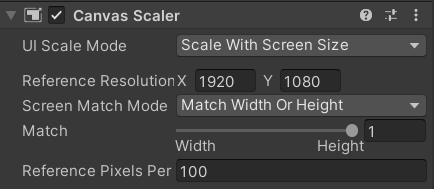 Canvas Scaler
UI Scale Mode Scale With Screen Size
Reference Resolution X 1920 Y 1080
Screen Match Mode Match Width Or Height
Match 1
Width Height
Reference Pixels Per 100